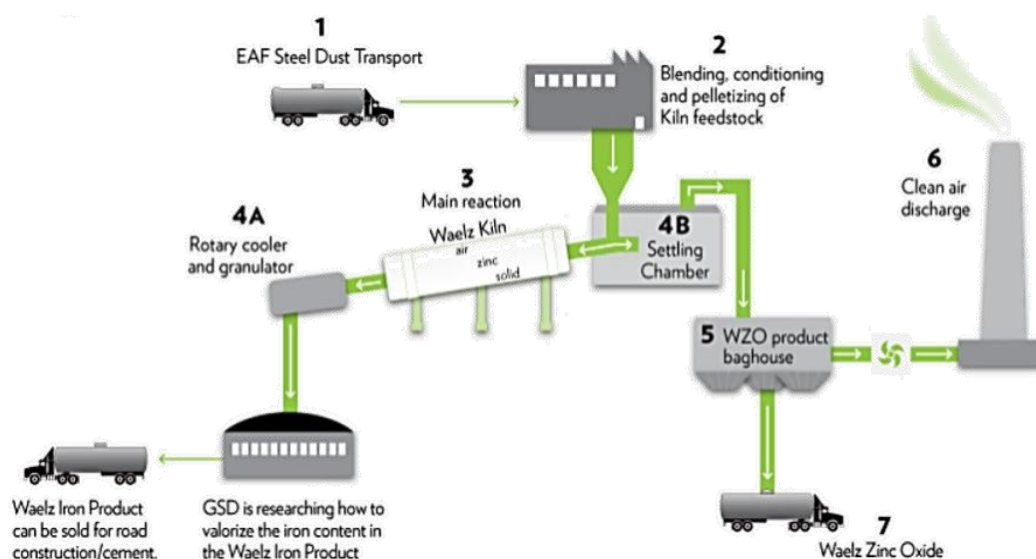 1
EAF Steel Dust Transport
2
Blending, conditioning
and pelletizing of
Kiln feedstock
3
Main reaction
Waelz Kiln
air
zinc
solid
4A
Rotary cooler
and granulator
4B
Settling
Chamber
5 WZO product
baghouse
6
Clean air
discharge
Waelz Iron Product
can be sold for road
construction/cement.
GSD is researching how to
valorize the iron content in
the Waelz Iron Product
7
Waelz Zinc Oxide